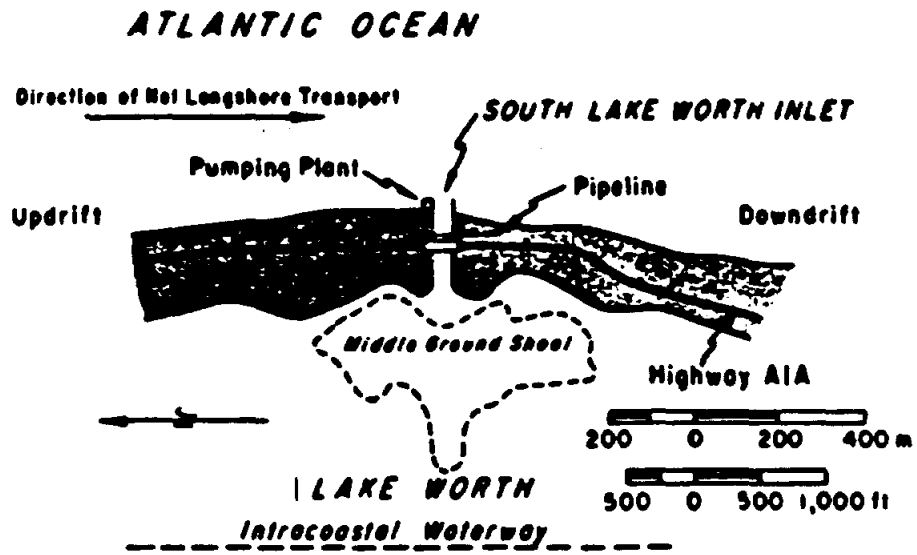 ATLANTIC OCEAN
Direction of Net Longshore Transport
SOUTH LAKE WORTH INLET
Pumping Plant
Pipeline
Updrift
Downdrift
Middle Ground Shoal
Highway A1A
N
200 0 200 400 m
500 0 500 1,000 ft
LAKE WORTH
Intracoastal Waterway